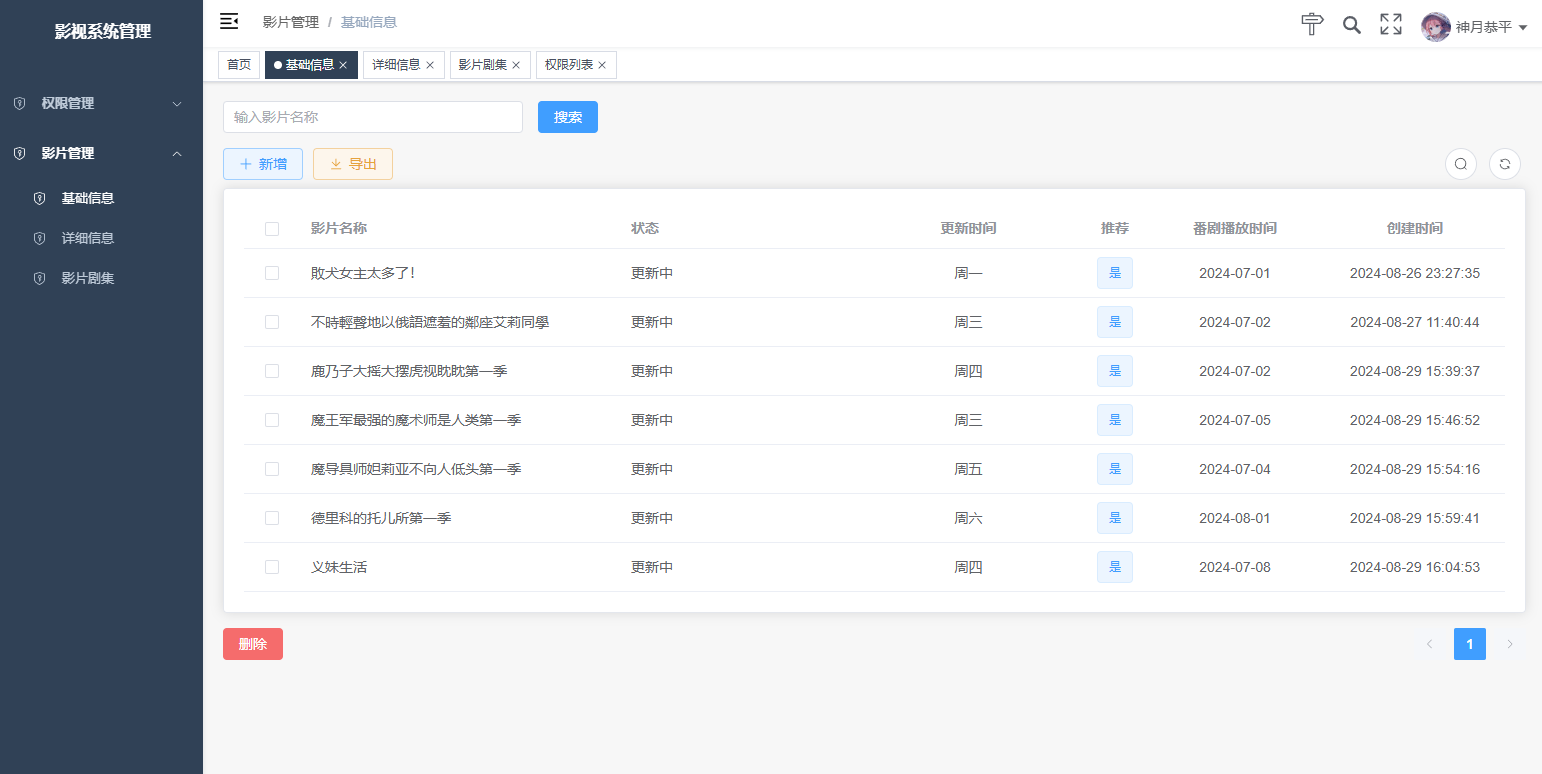 影视系统管理
权限管理
影片管理
基础信息
详细信息
影片剧集
影片管理 / 基础信息
神月恭平
首页 基础信息 详细信息 影片剧集 权限列表
输入影片名称 搜索
新增 导出
影片名称 状态 更新时间 推荐 番剧播放时间 创建时间
敗犬女主太多了! 更新中 周一 是 2024-07-01 2024-08-26 23:27:35
不時輕聲地以俄語遮羞的鄰座艾莉同學 更新中 周三 是 2024-07-02 2024-08-27 11:40:44
鹿乃子大摇大摆虎视眈眈第一季 更新中 周四 是 2024-07-02 2024-08-29 15:39:37
魔王军最强的魔术师是人类第一季 更新中 周三 是 2024-07-05 2024-08-29 15:46:52
魔导具师妲莉亚不向人低头第一季 更新中 周五 是 2024-07-04 2024-08-29 15:54:16
德里科的托儿所第一季 更新中 周六 是 2024-08-01 2024-08-29 15:59:41
义妹生活 更新中 周四 是 2024-07-08 2024-08-29 16:04:53
删除 1